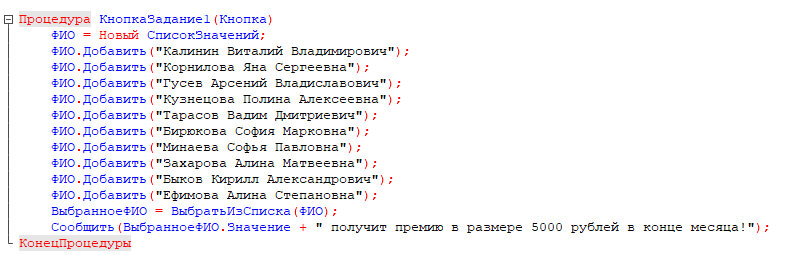 Процедура КнопкаЗадание1(Кнопка)
ФИО = Новый СписокЗначений;
ФИО.Добавить("Калинин Виталий Владимирович");
ФИО.Добавить("Корнилова Яна Сергеевна");
ФИО.Добавить("Гусев Арсений Владиславович");
ФИО.Добавить("Кузнецова Полина Алексеевна");
ФИО.Добавить("Тарасов Вадим Дмитриевич");
ФИО.Добавить("Бирюкова София Марковна");
ФИО.Добавить("Минаева Софья Павловна");
ФИО.Добавить("Захарова Алина Матвеевна");
ФИО.Добавить("Быков Кирилл Александрович");
ФИО.Добавить("Ефимова Алина Степановна");
ВыбранноеФИО = ВыбратьИзСписка(ФИО);
Сообщить(ВыбранноеФИО.Значение + " получит премию в размере 5000 рублей в конце месяца!");
КонецПроцедуры